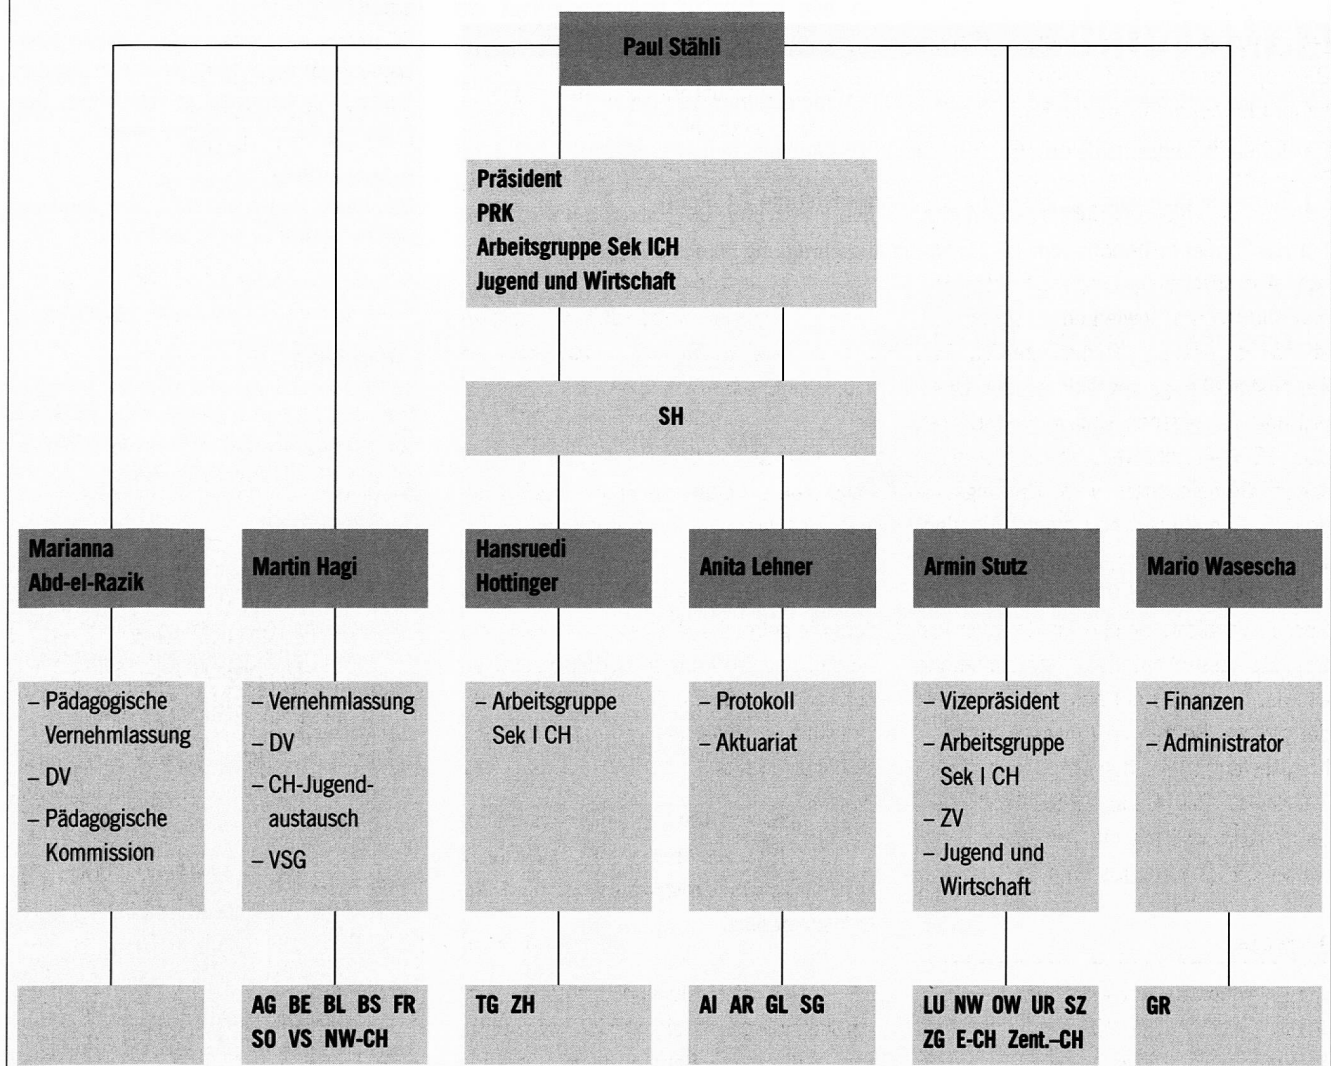 Paul Stähli
Präsident
PRK
Arbeitsgruppe Sek ICH
Jugend und Wirtschaft
SH
Marianna
Abd-el-Razik
Martin Hagi
Hansruedi
Hottinger
Anita Lehner
Armin Stutz
Mario Wasescha
– Pädagogische
Vernehmlassung
– DV
– Pädagogische
Kommission
– Vernehmlassung
– DV
– CH-Jugend-
austausch
– VSG
– Arbeitsgruppe
Sek I CH
– Protokoll
– Aktuariat
– Vizepräsident
– Arbeitsgruppe
Sek I CH
– ZV
– Jugend und
Wirtschaft
– Finanzen
– Administrator
AG BE BL BS FR
SO VS NW-CH
TG ZH
AI AR GL SG
LU NW OW UR SZ
ZG E-CH Zent.–CH
GR